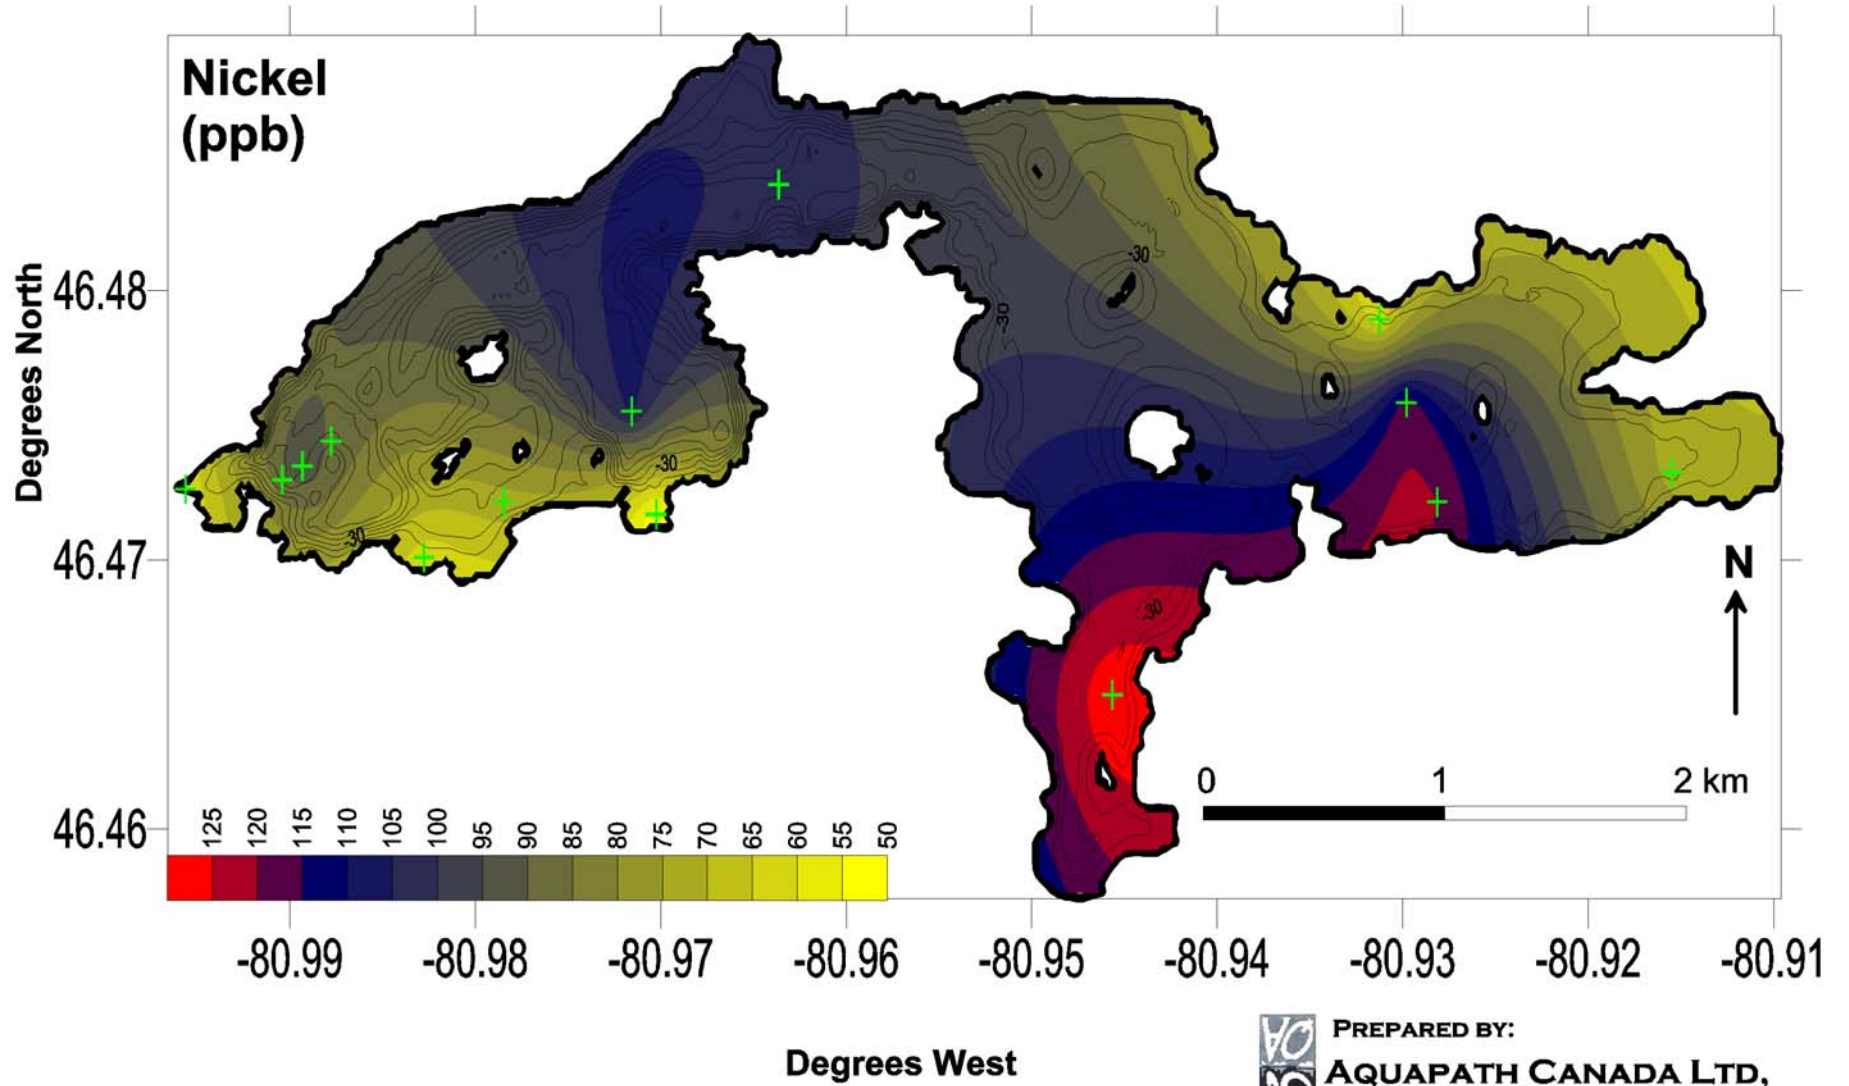 Nickel
(ppb)
Degrees North
46.48
46.47
46.46
-30
-30
-30
-30
-30
N
0 1 2 km
125 120 115 110 105 100 95 90 85 80 75 70 65 60 55 50
-80.99 -80.98 -80.97 -80.96 -80.95 -80.94 -80.93 -80.92 -80.91
Degrees West
PREPARED BY:
AQUAPATH CANADA LTD,